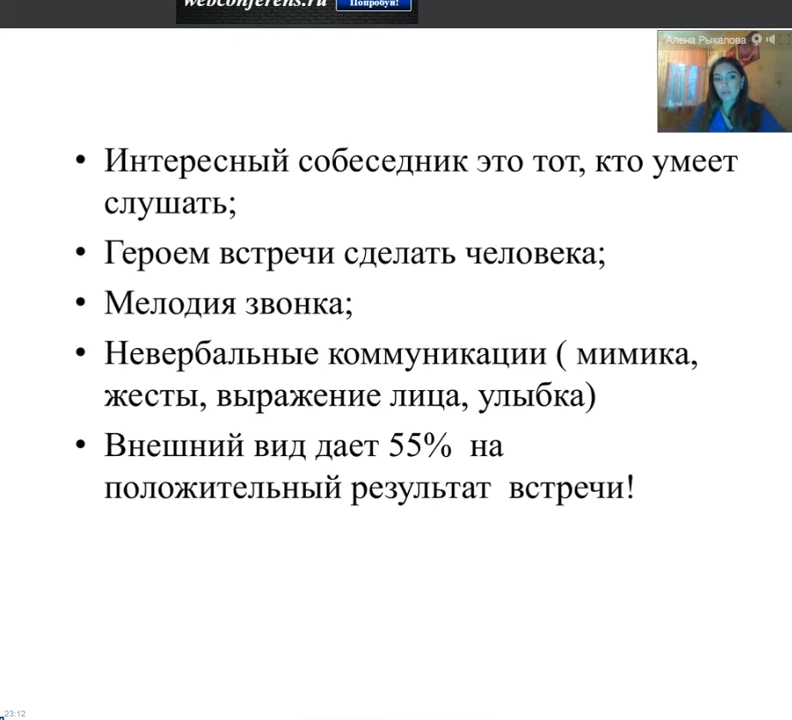 webconferens.ru Попробуй!
Алена Рыкалова
• Интересный собеседник это тот, кто умеет
слушать;
• Героем встречи сделать человека;
• Мелодия звонка;
• Невербальные коммуникации ( мимика,
жесты, выражение лица, улыбка)
• Внешний вид дает 55% на
положительный результат встречи!
23:12